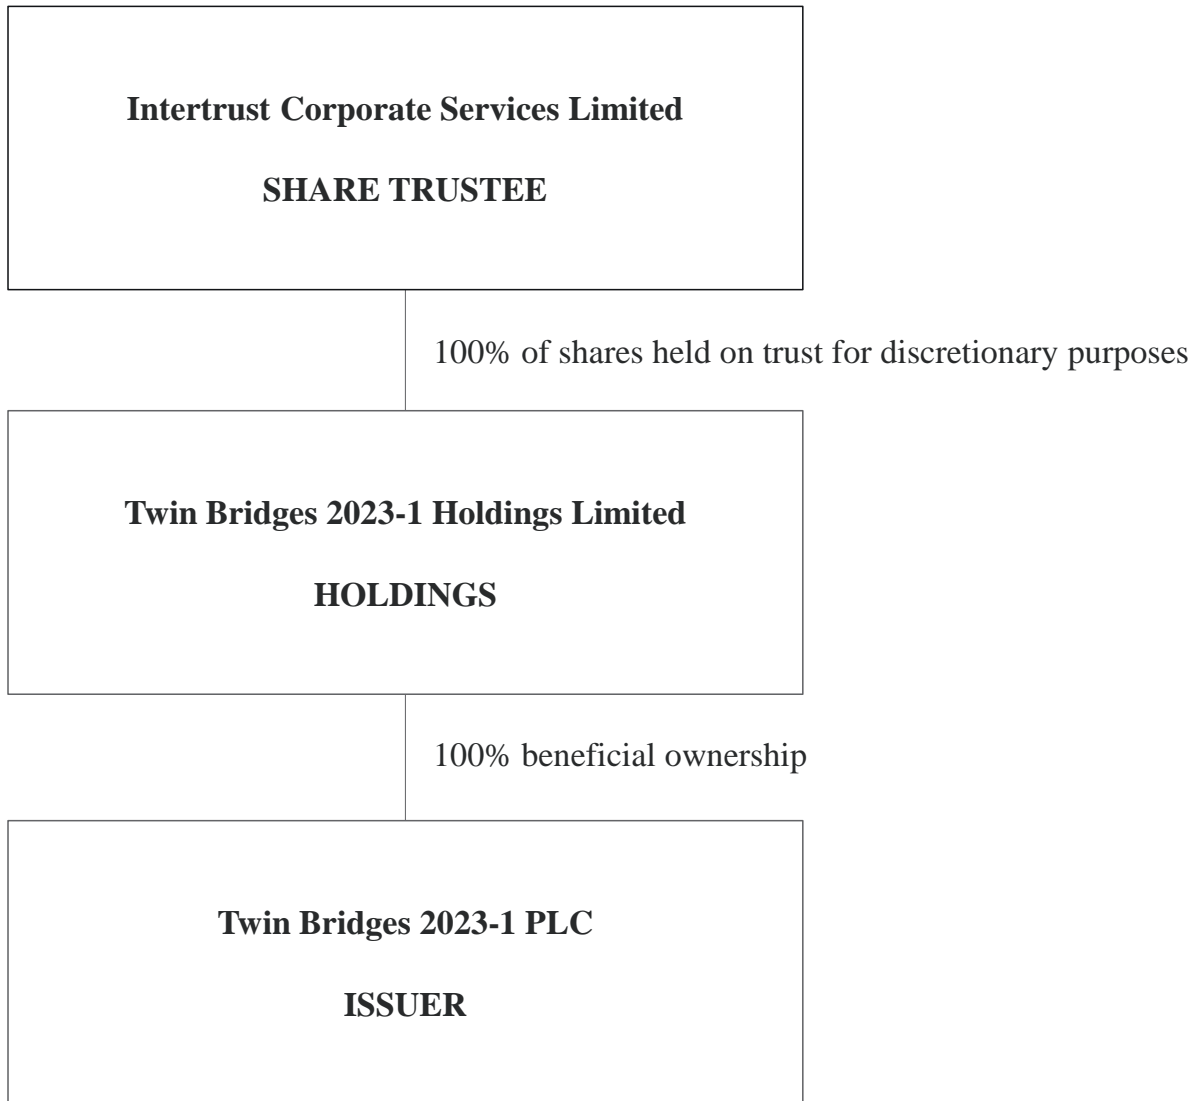 Intertrust Corporate Services Limited
SHARE TRUSTEE
100% of shares held on trust for discretionary purposes
Twin Bridges 2023-1 Holdings Limited
HOLDINGS
100% beneficial ownership
Twin Bridges 2023-1 PLC
ISSUER